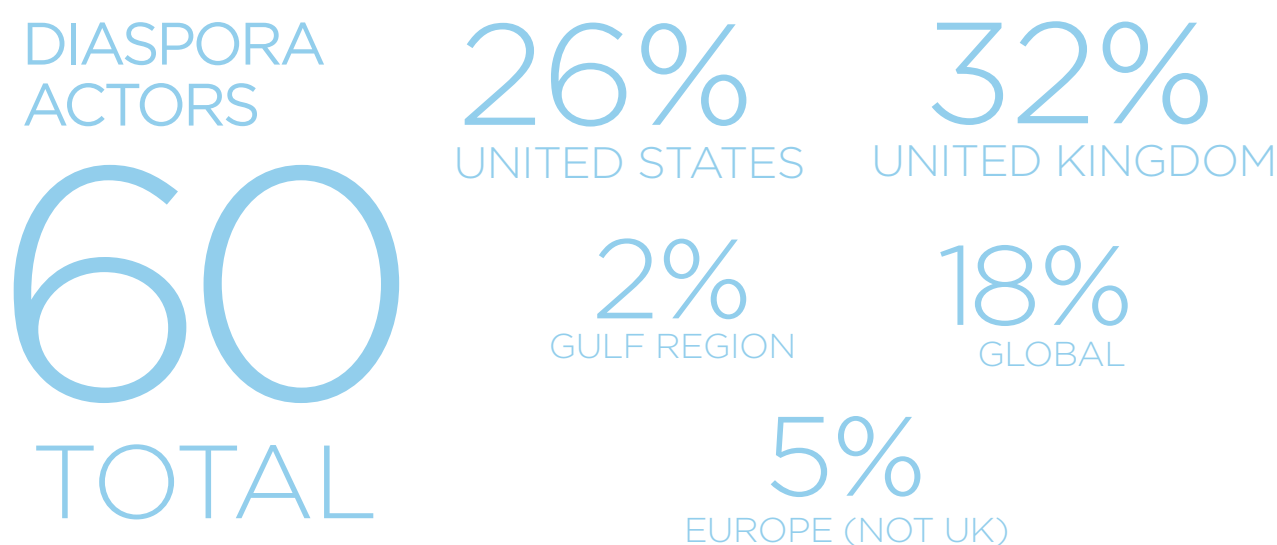 DIASPORA
ACTORS
60
TOTAL
26%
UNITED STATES
32%
UNITED KINGDOM
2%
GULF REGION
18%
GLOBAL
5%
EUROPE (NOT UK)